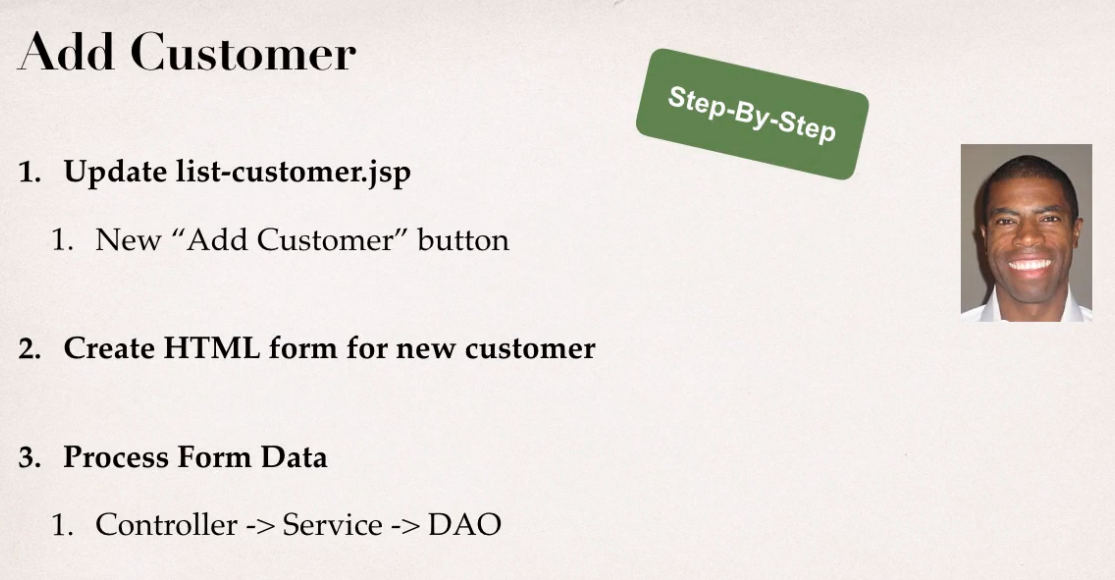 Add Customer
Step-By-Step
1. Update list-customer.jsp
1. New “Add Customer” button
2. Create HTML form for new customer
3. Process Form Data
1. Controller -> Service -> DAO